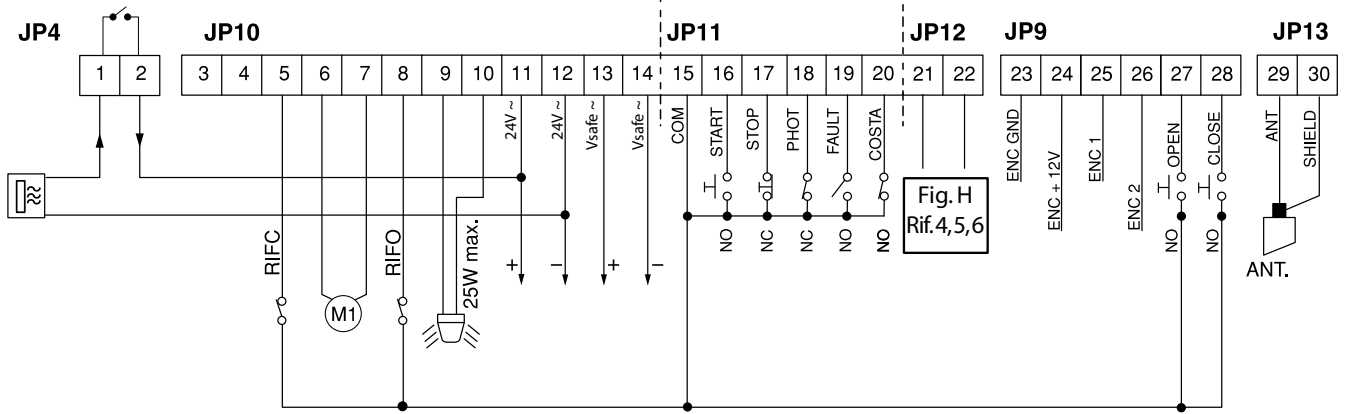 JP4 JP10 JP11 JP12 JP9 JP13
1 2 3 4 5 6 7 8 9 10 11 12 13 14 15 16 17 18 19 20 21 22 23 24 25 26 27 28 29 30
24V ~
24V ~
Vsafe ~
Vsafe ~
COM
START
STOP
PHOT
FAULT
COSTA
ENC GND
ENC + 12V
ENC 1
ENC 2
OPEN
CLOSE
ANT
SHIELD
Fig. H
Rif.4,5,6
NO
NC
NC
NO
NO
NO
NO
RIFC
RIFO
25W max.
+ – + –
M1
ANT.